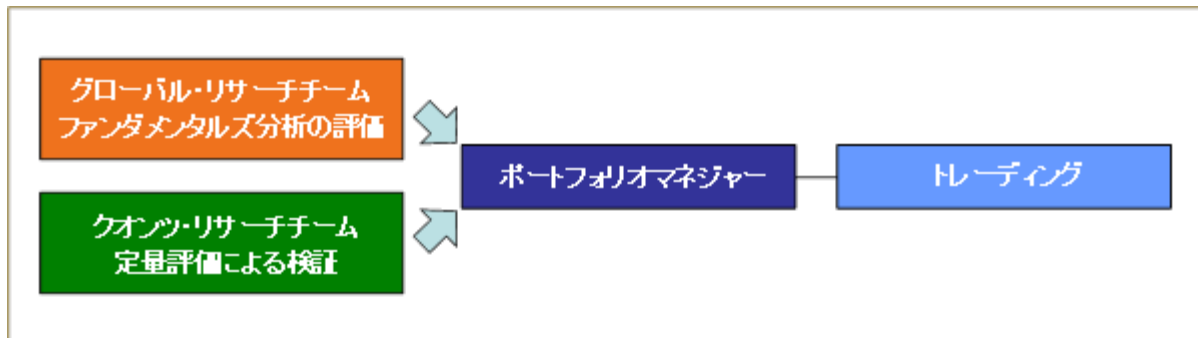 グローバル・リサーチチーム
ファンダメンタルズ分析の評価
クオンツ・リサーチチーム
定量評価による検証
ポートフォリオマネジャー
トレーディング